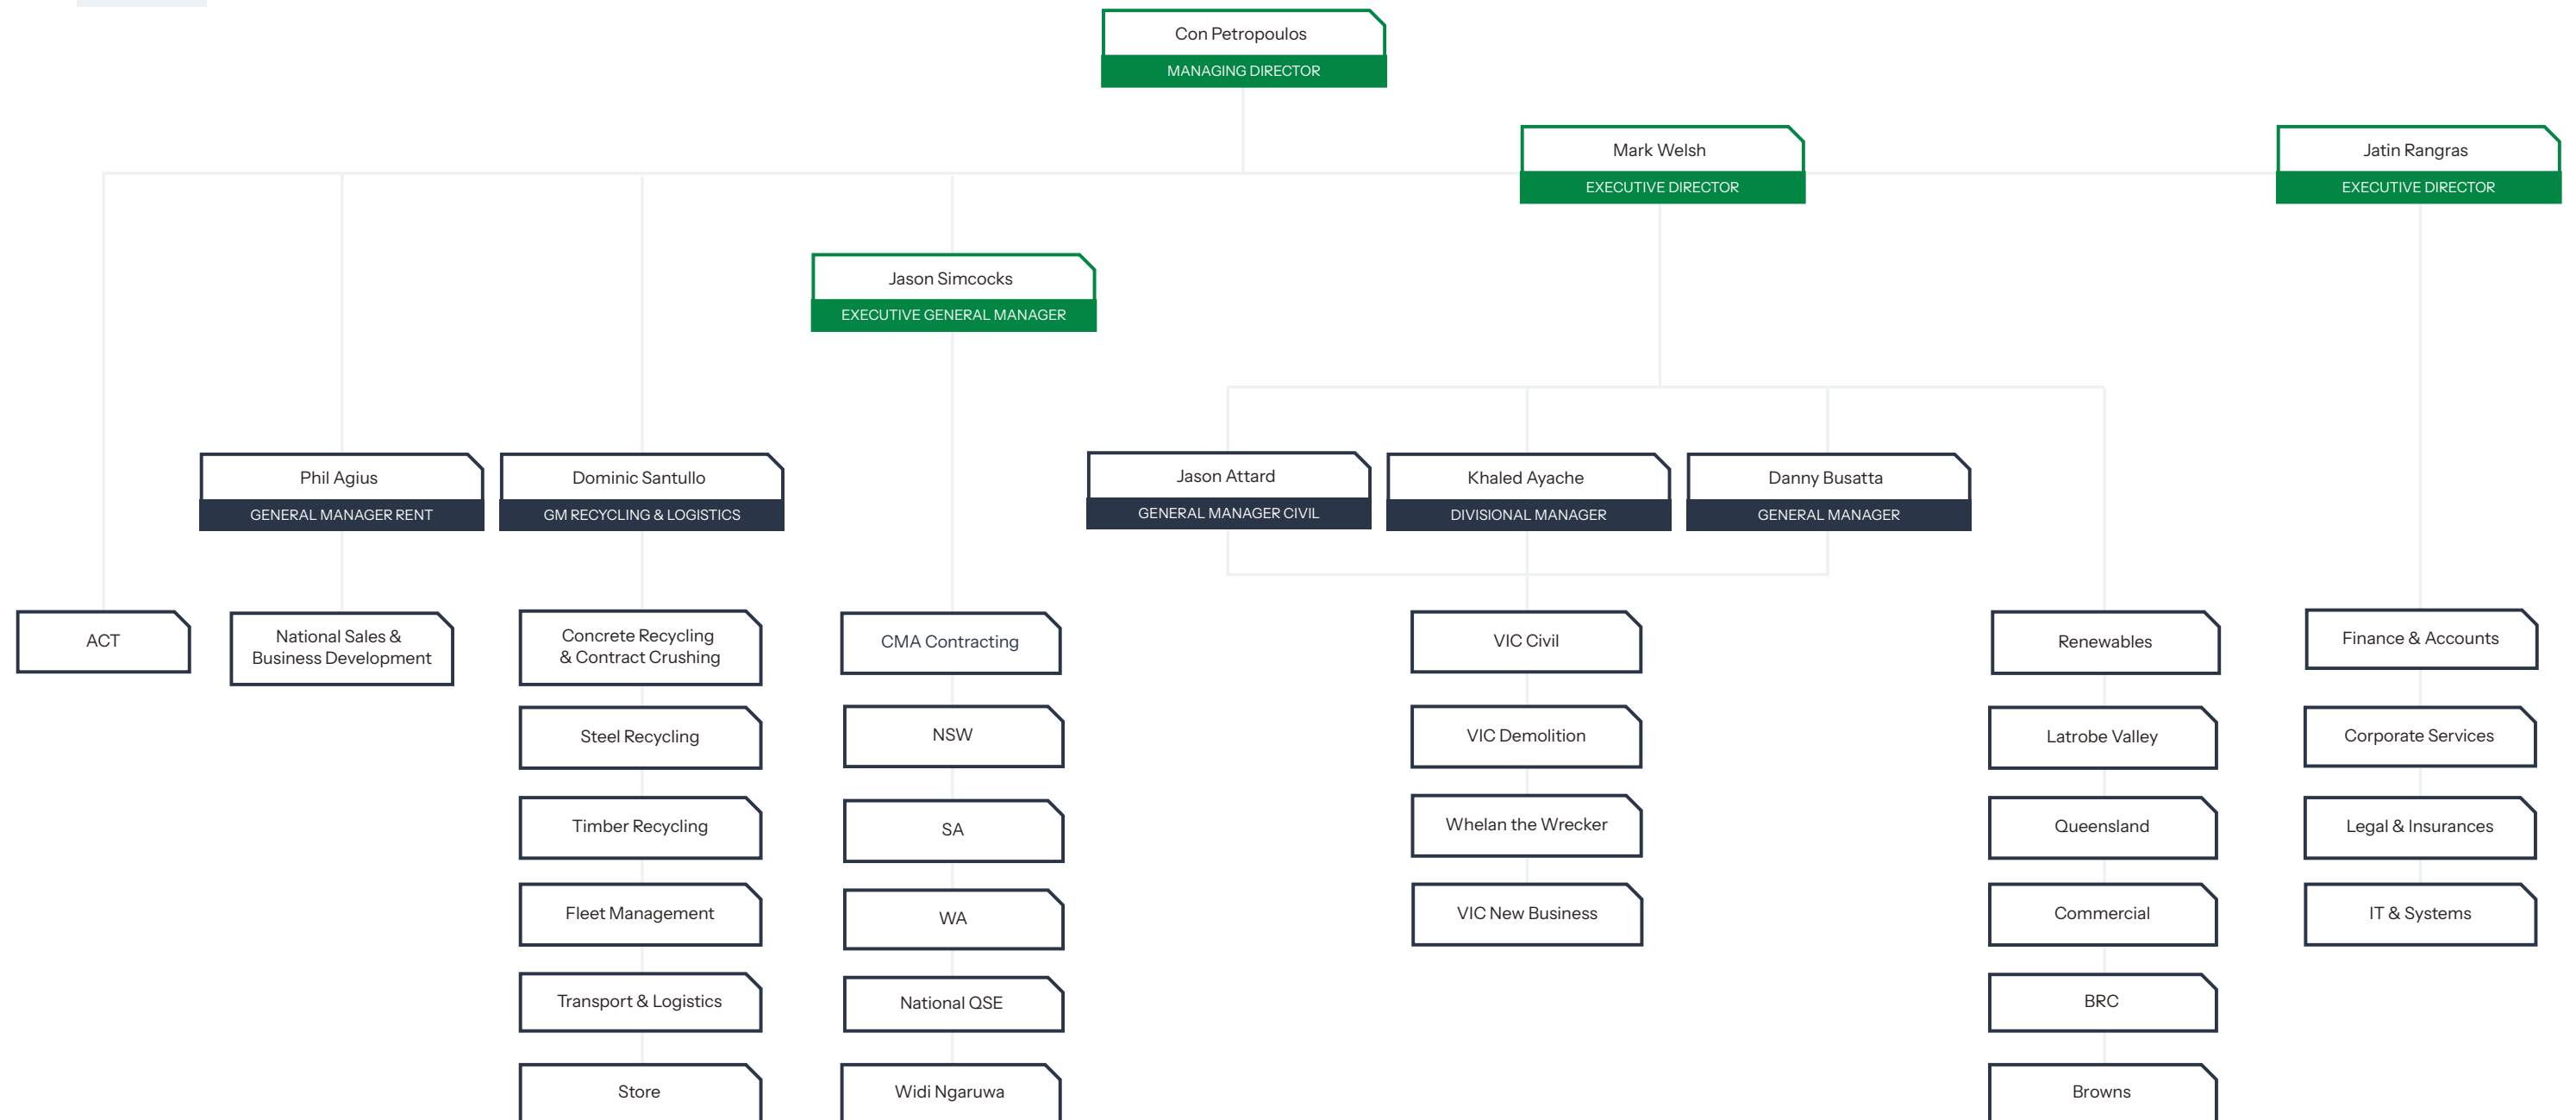 Con Petropoulos
MANAGING DIRECTOR
Mark Welsh
EXECUTIVE DIRECTOR
Jatin Rangras
EXECUTIVE DIRECTOR
Jason Simcocks
EXECUTIVE GENERAL MANAGER
Phil Agius
GENERAL MANAGER RENT
Dominic Santullo
GM RECYCLING & LOGISTICS
Jason Attard
GENERAL MANAGER CIVIL
Khaled Ayache
DIVISIONAL MANAGER
Danny Busatta
GENERAL MANAGER
ACT
National Sales &
Business Development
Concrete Recycling
& Contract Crushing
Steel Recycling
Timber Recycling
Fleet Management
Transport & Logistics
Store
CMA Contracting
NSW
SA
WA
National QSE
Widi Ngaruwa
VIC Civil
VIC Demolition
Whelan the Wrecker
VIC New Business
Renewables
Latrobe Valley
Queensland
Commercial
BRC
Browns
Finance & Accounts
Corporate Services
Legal & Insurances
IT & Systems